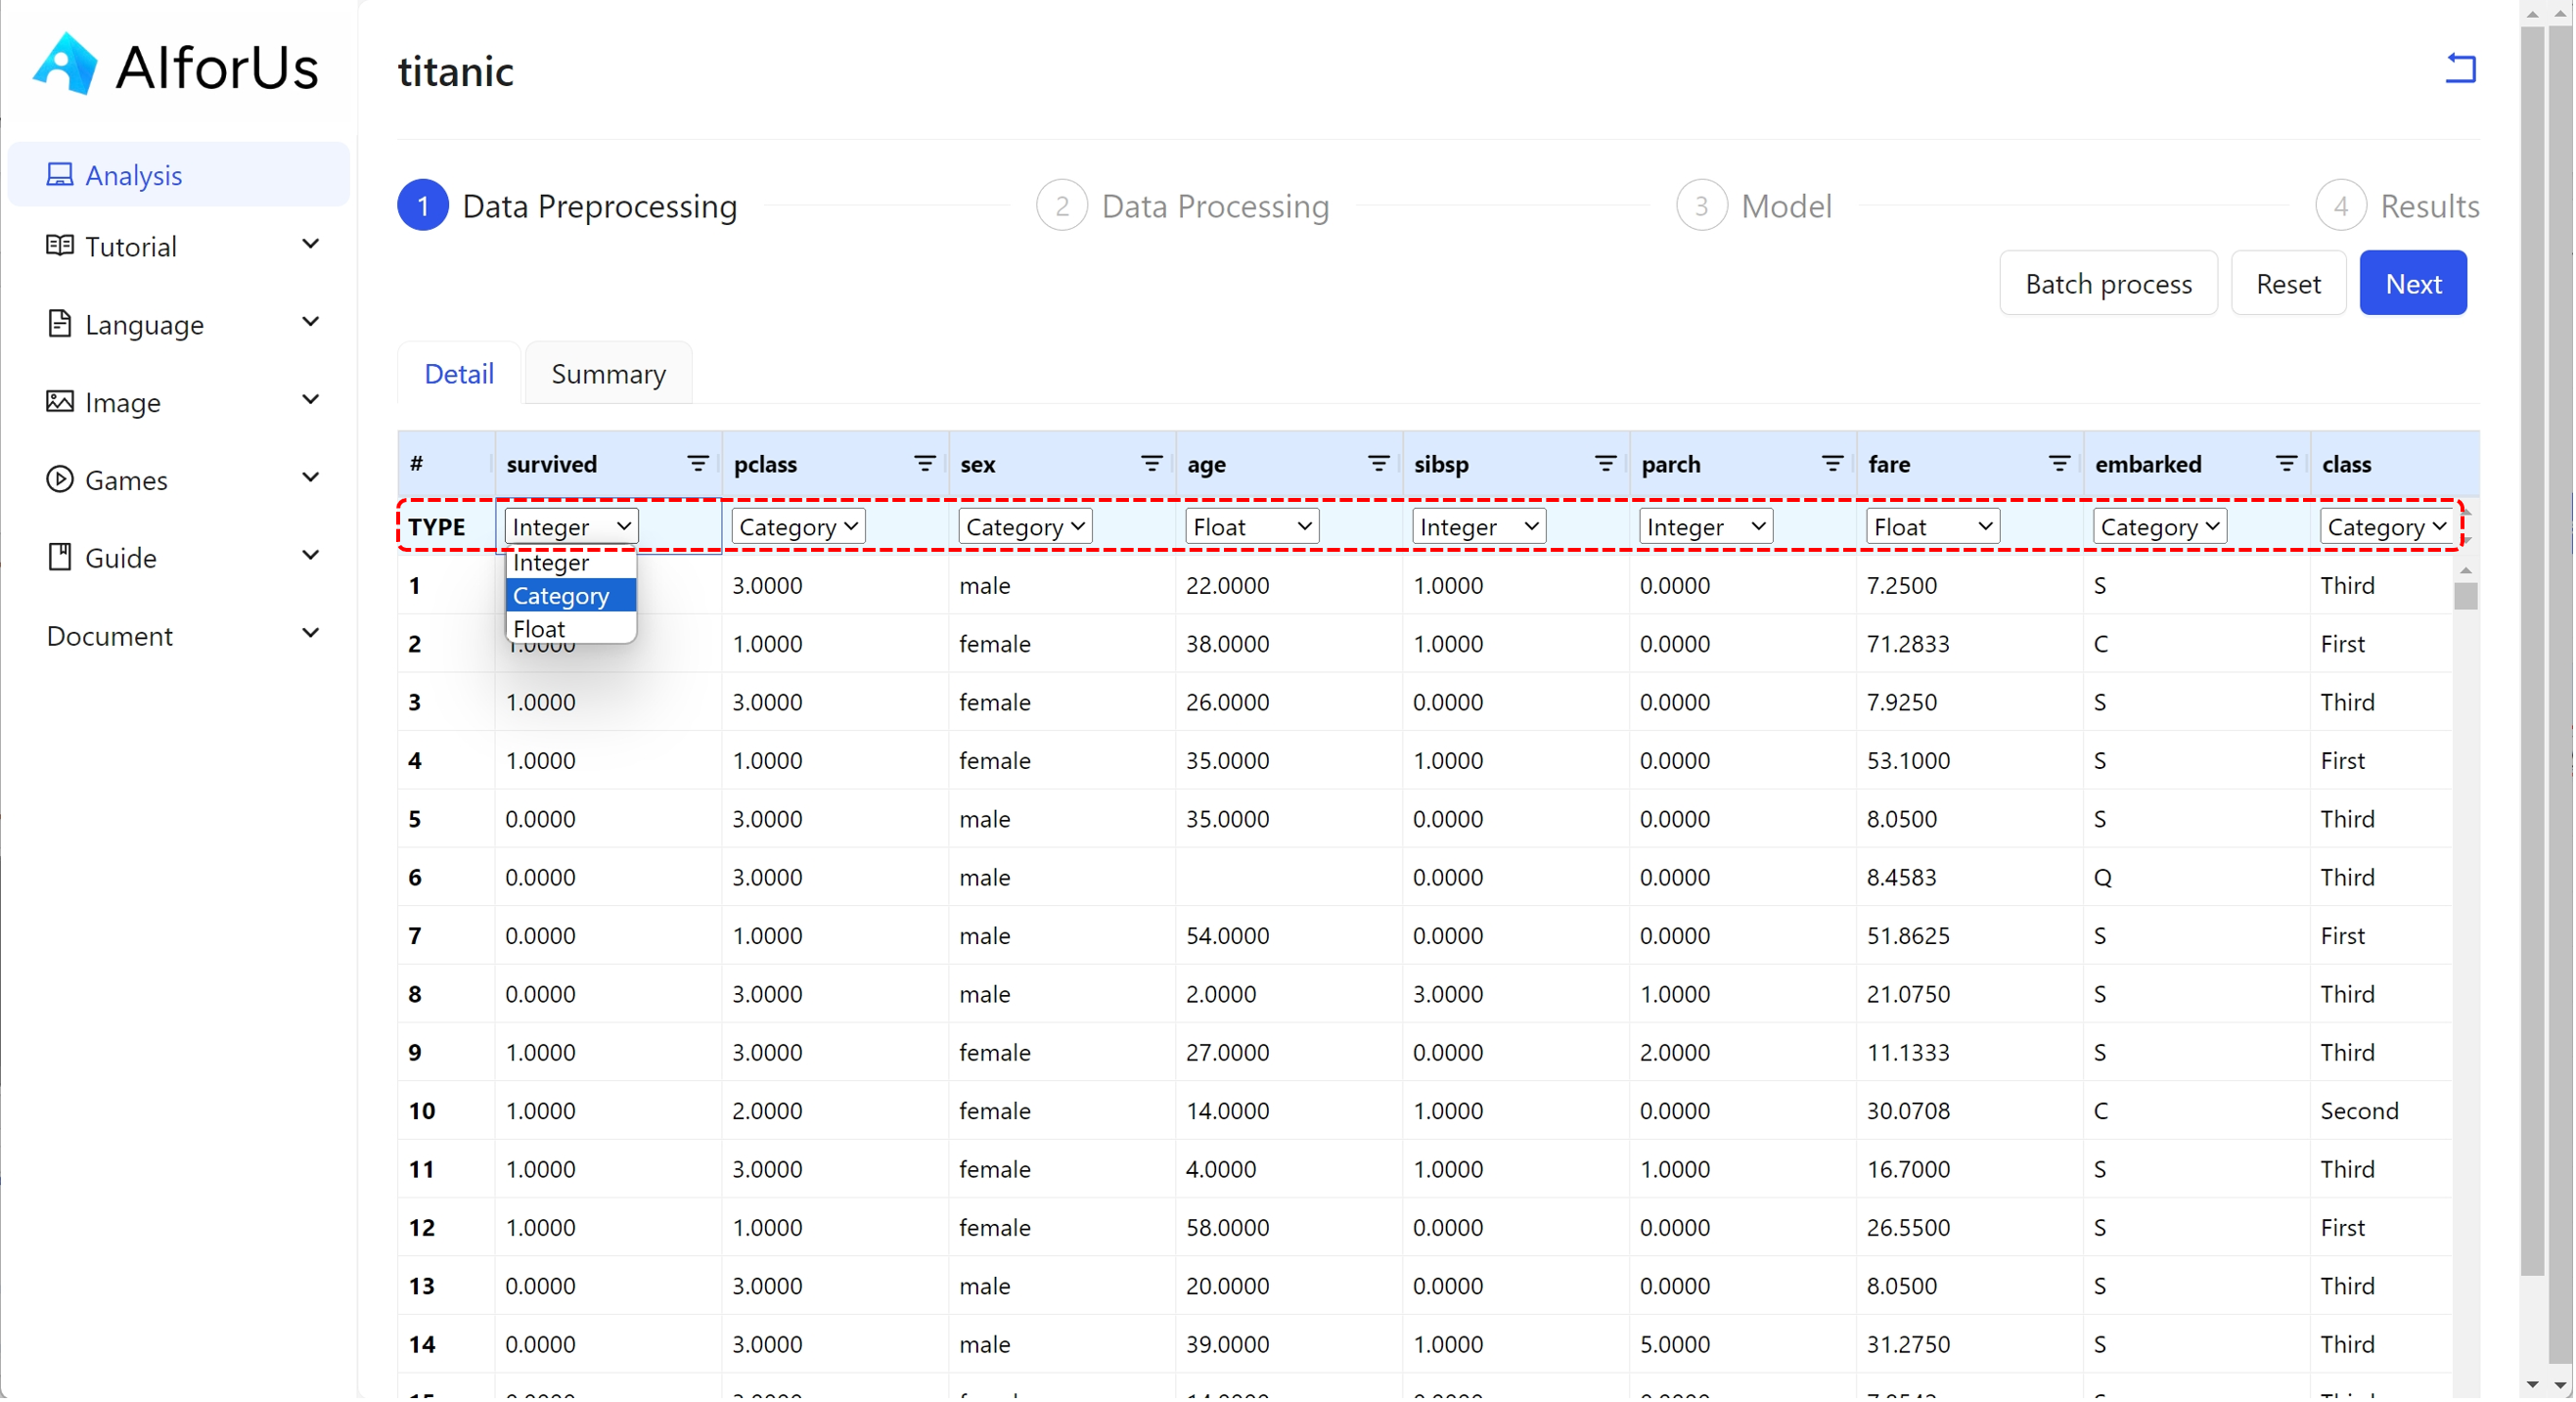 AIforUs
Analysis
Tutorial
Language
Image
Games
Guide
Document
titanic
1 Data Preprocessing 2 Data Processing 3 Model 4 Results
Batch process Reset Next
Detail Summary
# survived pclass sex age sibsp parch fare embarked class
TYPE Integer Category Category Float Integer Integer Float Category Category
Integer
Category
Float
1 3.0000 male 22.0000 1.0000 0.0000 7.2500 S Third
2 1.0000 1.0000 female 38.0000 1.0000 0.0000 71.2833 C First
3 1.0000 3.0000 female 26.0000 0.0000 0.0000 7.9250 S Third
4 1.0000 1.0000 female 35.0000 1.0000 0.0000 53.1000 S First
5 0.0000 3.0000 male 35.0000 0.0000 0.0000 8.0500 S Third
6 0.0000 3.0000 male 0.0000 0.0000 8.4583 Q Third
7 0.0000 1.0000 male 54.0000 0.0000 0.0000 51.8625 S First
8 0.0000 3.0000 male 2.0000 3.0000 1.0000 21.0750 S Third
9 1.0000 3.0000 female 27.0000 0.0000 2.0000 11.1333 S Third
10 1.0000 2.0000 female 14.0000 1.0000 0.0000 30.0708 C Second
11 1.0000 3.0000 female 4.0000 1.0000 1.0000 16.7000 S Third
12 1.0000 1.0000 female 58.0000 0.0000 0.0000 26.5500 S First
13 0.0000 3.0000 male 20.0000 0.0000 0.0000 8.0500 S Third
14 0.0000 3.0000 male 39.0000 1.0000 5.0000 31.2750 S Third